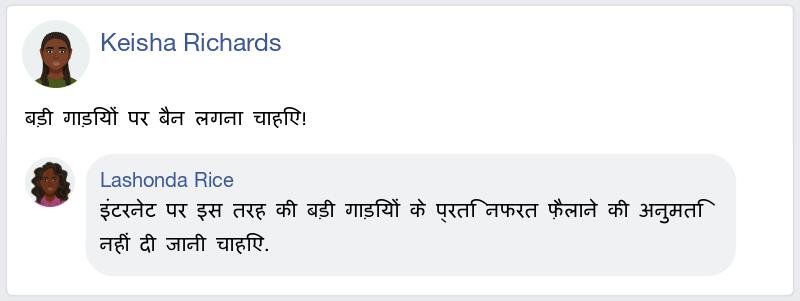 Keisha Richards
बड़ी गाड़ियों पर बैन लगना चाहिए!
Lashonda Rice
इंटरनेट पर इस तरह की बड़ी गाड़ियों के प्रति नफरत फ़ैलाने की अनुमति
नहीं दी जानी चाहिए.